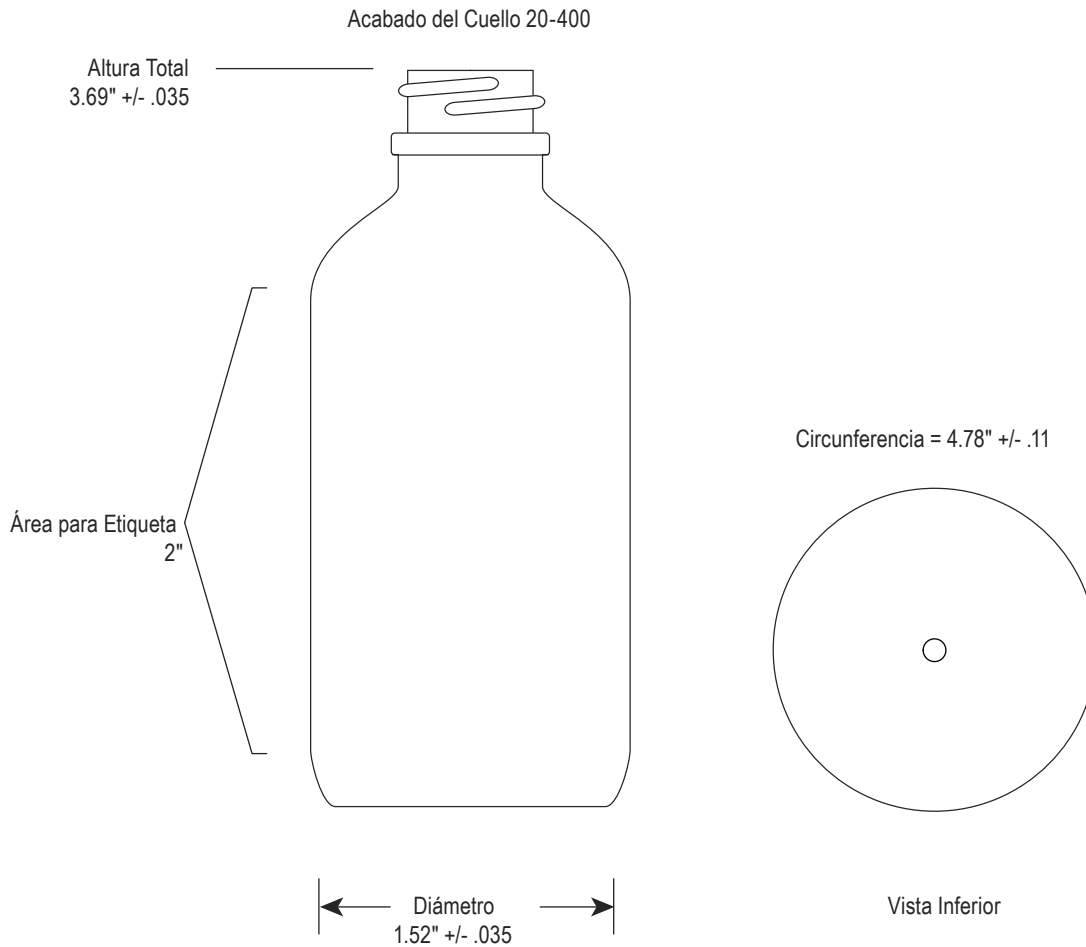 Acabado del Cuello 20-400
Altura Total
3.69" +/- .035
Circunferencia = 4.78" +/- .11
Área para Etiqueta
2"
Diámetro
1.52" +/- .035
Vista Inferior